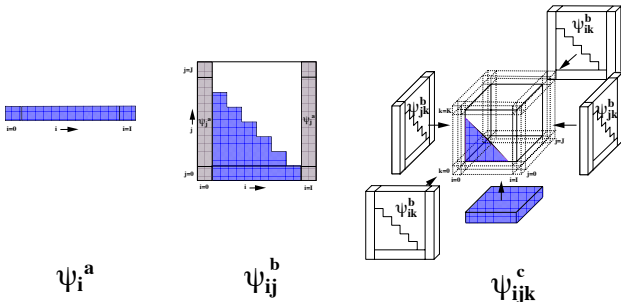 i=0 i i=I
ψ_i^a
j=J
j
j=0
ψ_j^a
ψ_j^a
i=0 i i=I
ψ_ij^b
ψ_ik^b
ψ_jk^b
ψ_jk^b
k=K
j=J
k=0
i=0
i=I
j=0
ψ_ik^b
ψ_ijk^c